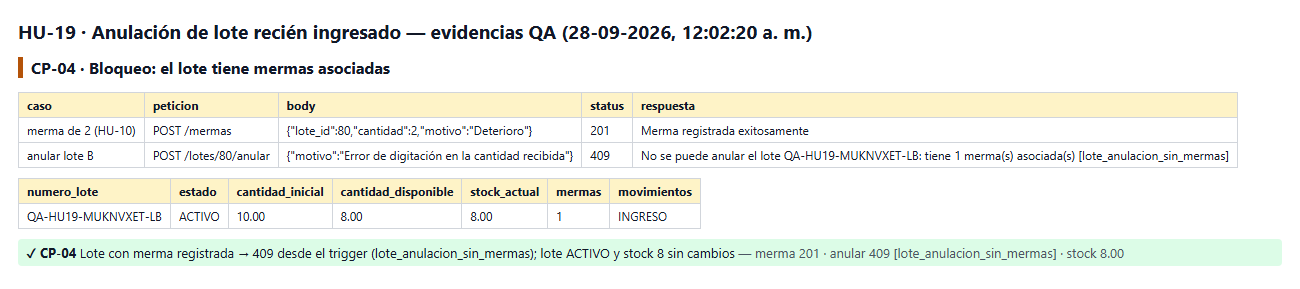 HU-19 · Anulación de lote recién ingresado — evidencias QA (28-09-2026, 12:02:20 a. m.)
CP-04 · Bloqueo: el lote tiene mermas asociadas
caso peticion body status respuesta
merma de 2 (HU-10) POST /mermas {"lote_id":80,"cantidad":2,"motivo":"Deterioro"} 201 Merma registrada exitosamente
anular lote B POST /lotes/80/anular {"motivo":"Error de digitación en la cantidad recibida"} 409 No se puede anular el lote QA-HU19-MUKNVXET-LB: tiene 1 merma(s) asociada(s) [lote_anulacion_sin_mermas]
numero_lote estado cantidad_inicial cantidad_disponible stock_actual mermas movimientos
QA-HU19-MUKNVXET-LB ACTIVO 10.00 8.00 8.00 1 INGRESO
✓ CP-04 Lote con merma registrada → 409 desde el trigger (lote_anulacion_sin_mermas); lote ACTIVO y stock 8 sin cambios — merma 201 · anular 409 [lote_anulacion_sin_mermas] · stock 8.00